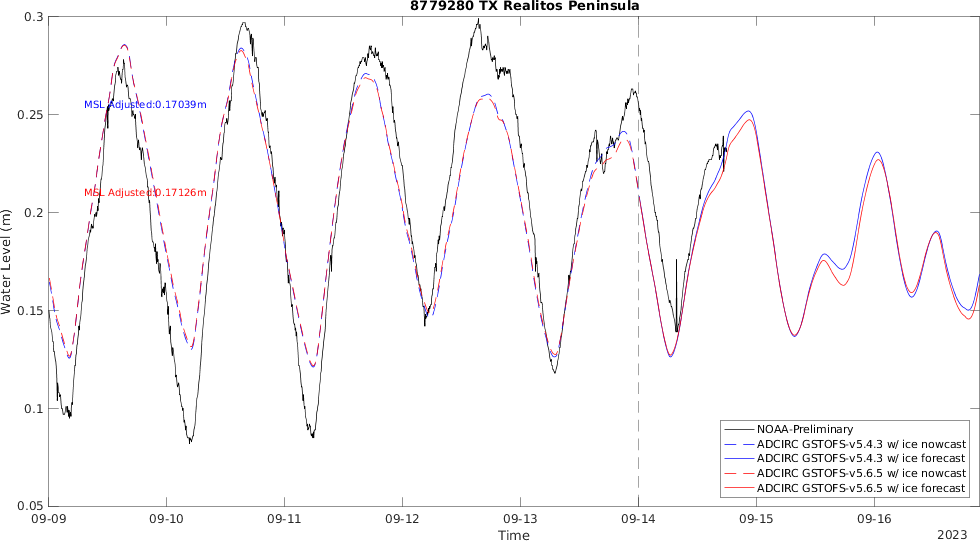 8779280 TX Realitos Peninsula
0.3
0.25
0.2
0.15
0.1
0.05
Water Level (m)
MSL Adjusted:0.17039m
MSL Adjusted:0.17126m
NOAA-Preliminary
ADCIRC GSTOFS-v5.4.3 w/ ice nowcast
ADCIRC GSTOFS-v5.4.3 w/ ice forecast
ADCIRC GSTOFS-v5.6.5 w/ ice nowcast
ADCIRC GSTOFS-v5.6.5 w/ ice forecast
09-09 09-10 09-11 09-12 09-13 09-14 09-15 09-16
Time
2023